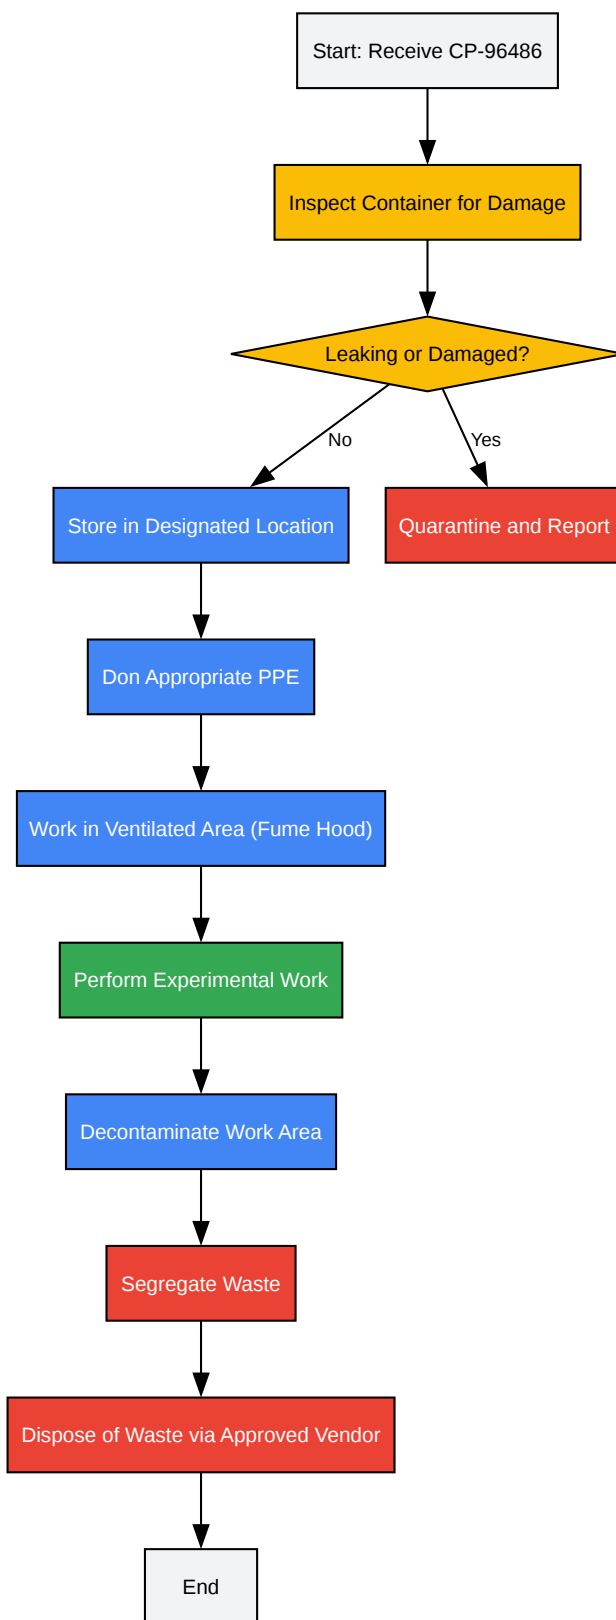 Start: Receive CP-96486
Inspect Container for Damage
Leaking or Damaged?
No
Yes
Store in Designated Location
Quarantine and Report
Don Appropriate PPE
Work in Ventilated Area (Fume Hood)
Perform Experimental Work
Decontaminate Work Area
Segregate Waste
Dispose of Waste via Approved Vendor
End